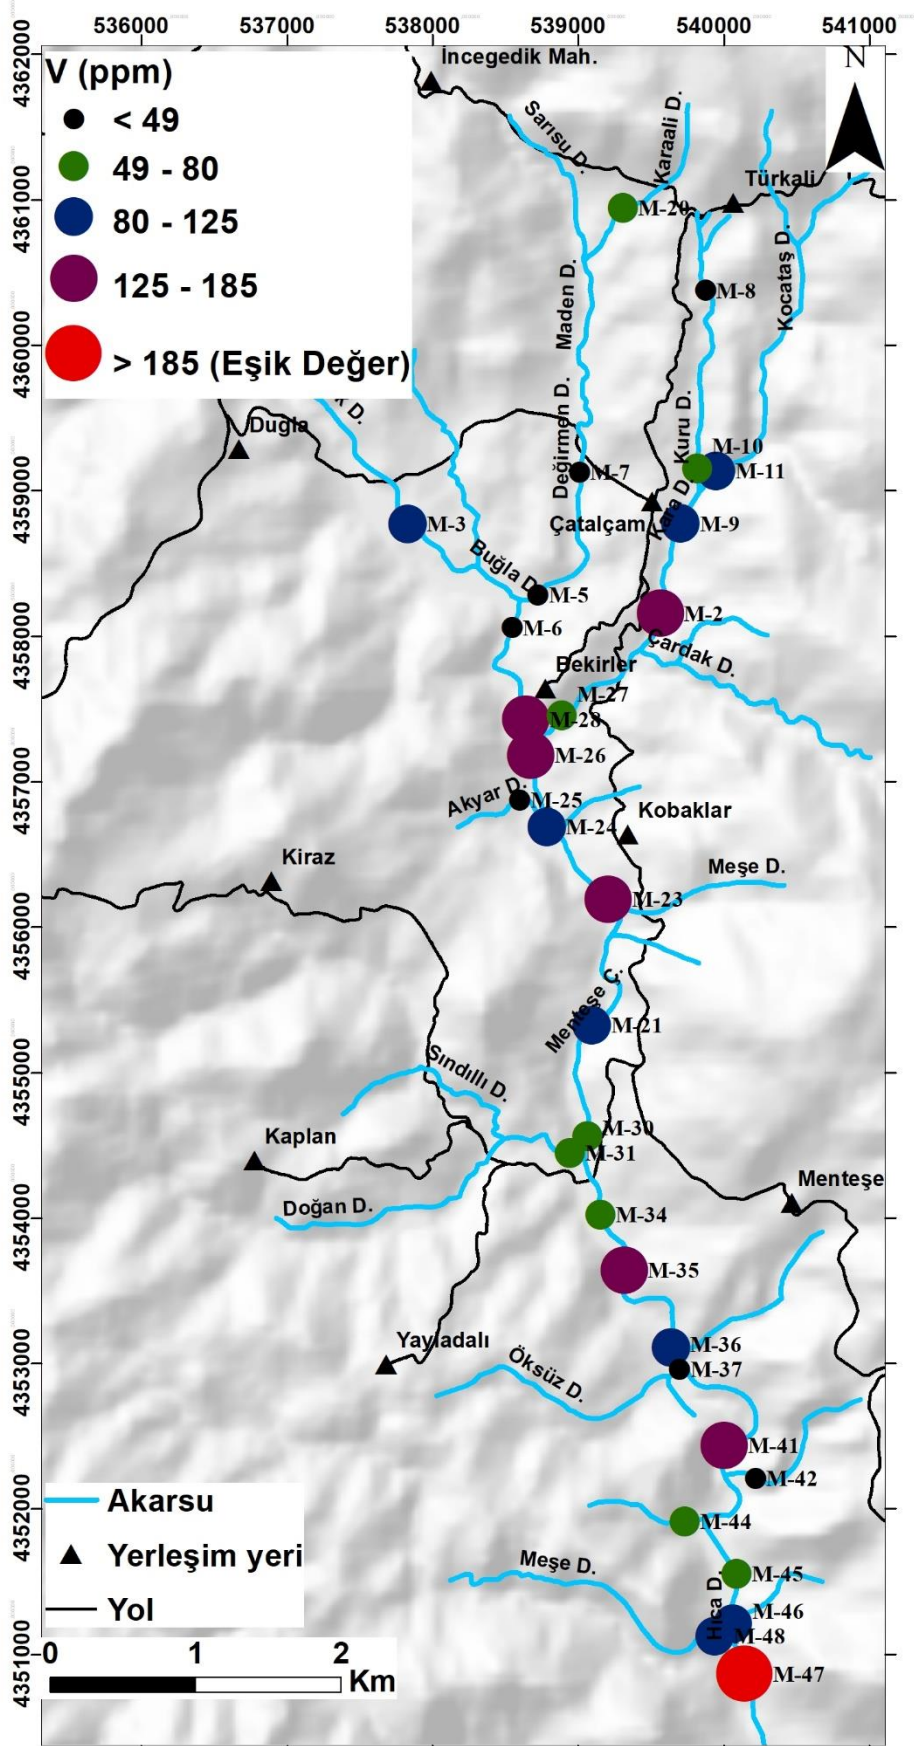 536000 537000 538000 539000 540000 541000
4362000
4361000
4360000
4359000
4358000
4357000
4356000
4355000
4354000
4353000
4352000
4351000
V (ppm)
< 49
49 - 80
80 - 125
125 - 185
> 185 (Eşik Değer)
N
İncegedik Mah.
Sarısu D.
Karaali D.
Türkali
M-20
Kocataş D.
Maden D.
M-8
k D.
Duğla
Değirmen D.
Kuru D.
M-10
M-11
M-7
Kara D.
M-3
Çatalçam
M-9
Buğla D.
M-5
M-2
M-6
Çardak D.
Bekirler
M-27
M-28
M-26
Akyar D.
M-25
M-24
Kobaklar
Kiraz
Meşe D.
M-23
Menteşe Ç.
M-21
Sındıllı D.
Kaplan
M-30
M-31
Menteşe
Doğan D.
M-34
M-35
Yayladalı
M-36
Öksüz D.
M-37
M-41
M-42
M-44
Meşe D.
M-45
Hıca D.
M-46
M-48
M-47
Akarsu
Yerleşim yeri
Yol
0 1 2
Km